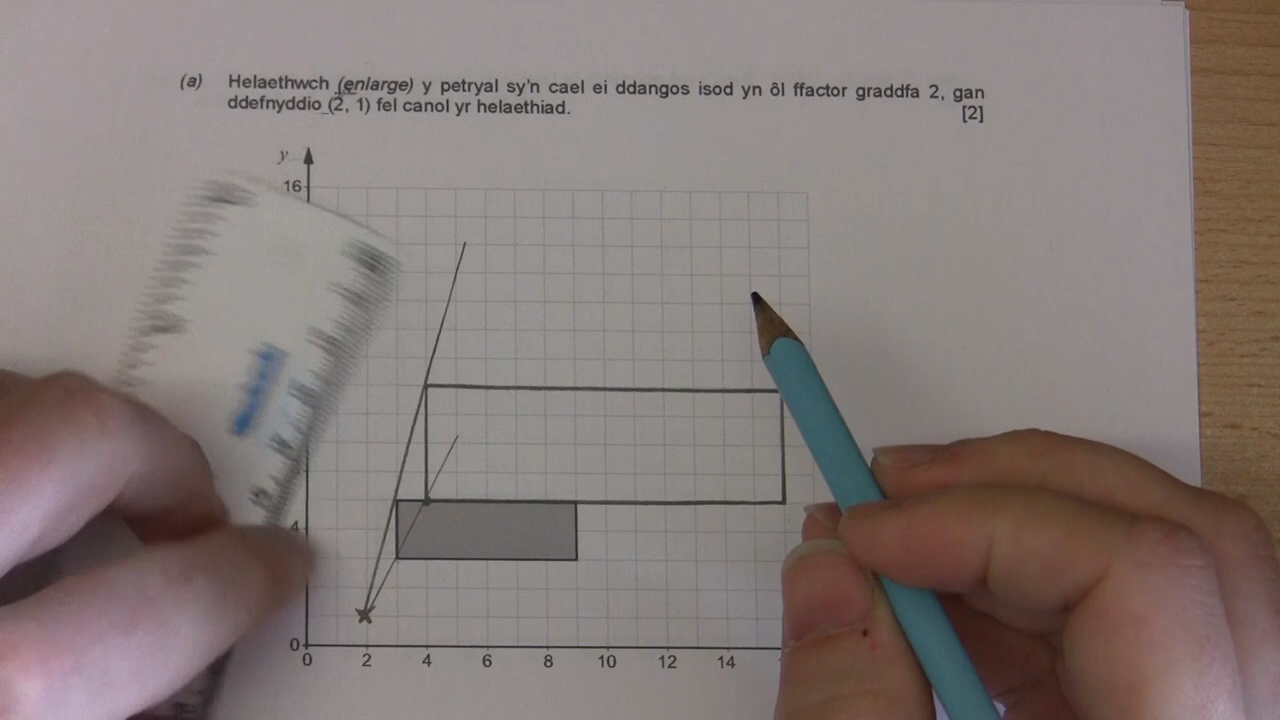 (a) Helaethwch (enlarge) y petryal sy'n cael ei ddangos isod yn ôl ffactor graddfa 2, gan
ddefnyddio (2, 1) fel canol yr helaethiad.
[2]
y
16
4
0
0 2 4 6 8 10 12 14